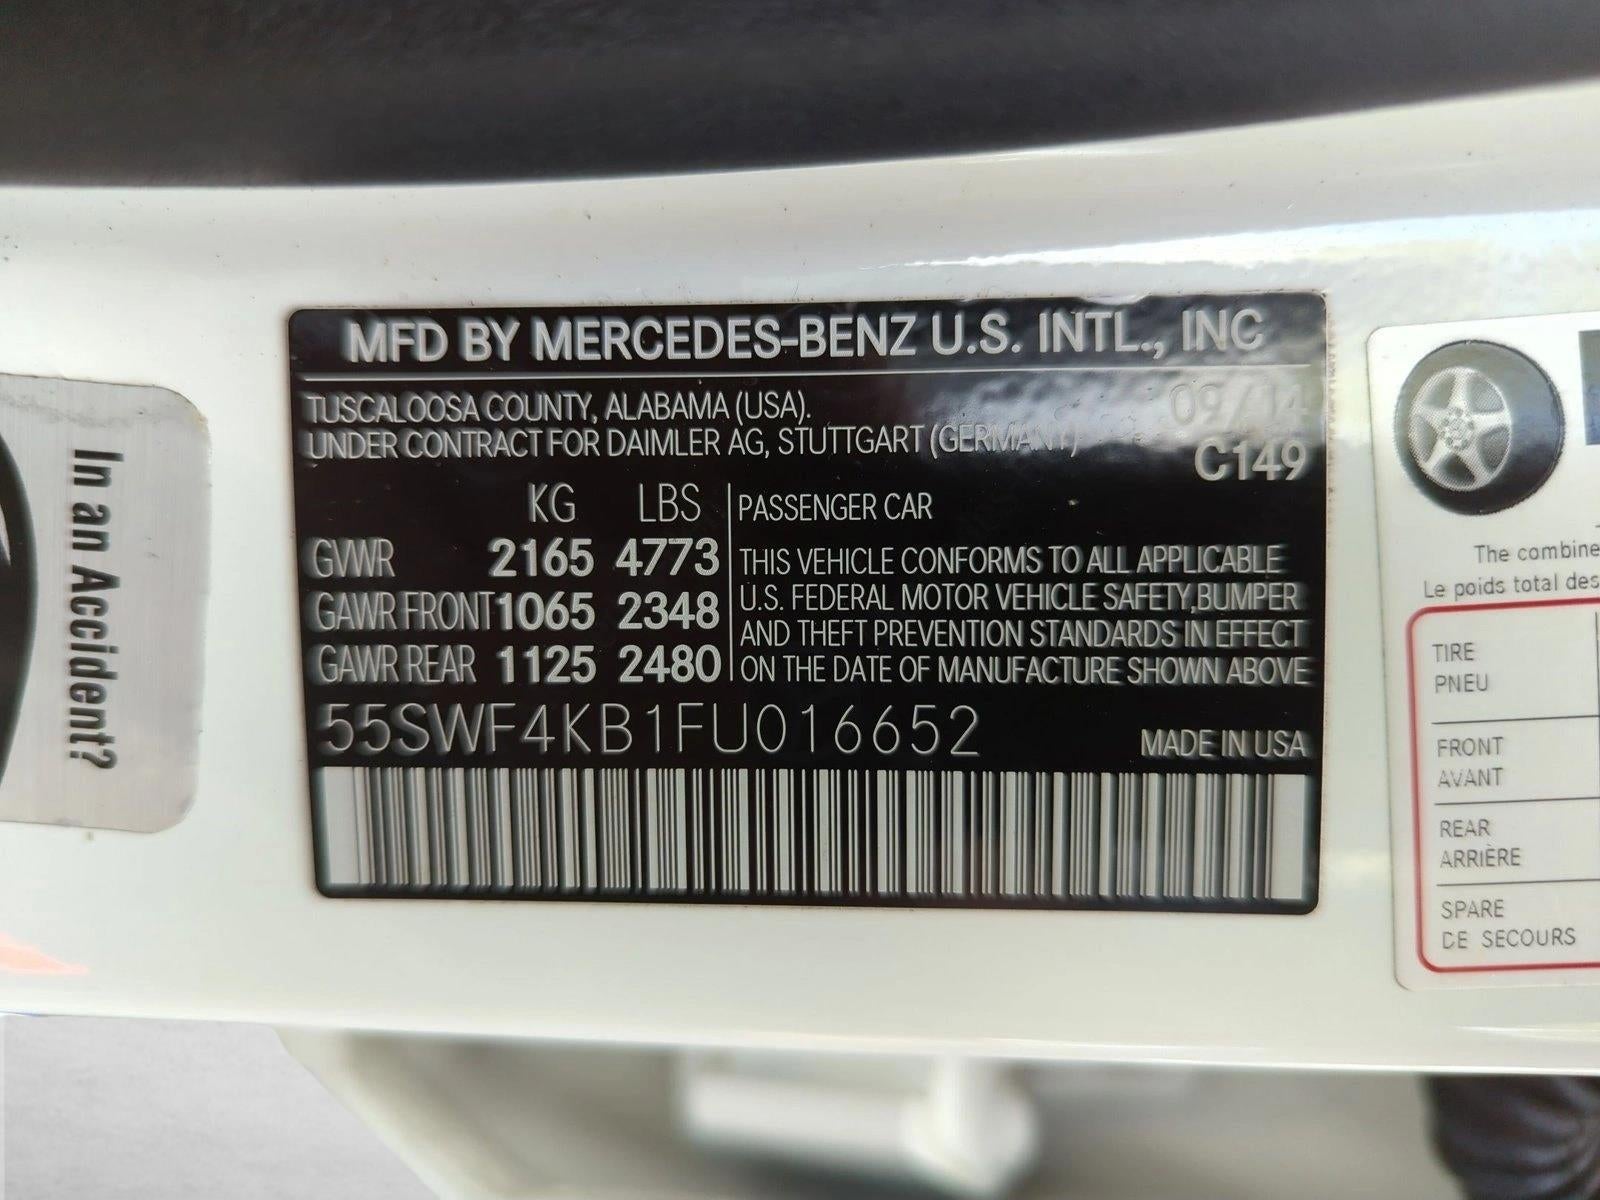 In an Accident?
MFD BY MERCEDES-BENZ U.S. INTL., INC
TUSCALOOSA COUNTY, ALABAMA (USA). 09/14
UNDER CONTRACT FOR DAIMLER AG, STUTTGART (GERMANY)
C149
KG LBS
GVWR 2165 4773
GAWR FRONT 1065 2348
GAWR REAR 1125 2480
PASSENGER CAR
THIS VEHICLE CONFORMS TO ALL APPLICABLE
U.S. FEDERAL MOTOR VEHICLE SAFETY,BUMPER
AND THEFT PREVENTION STANDARDS IN EFFECT
ON THE DATE OF MANUFACTURE SHOWN ABOVE
55SWF4KB1FU016652 MADE IN USA
The combine
Le poids total des
TIRE
PNEU
FRONT
AVANT
REAR
ARRIÈRE
SPARE
DE SECOURS